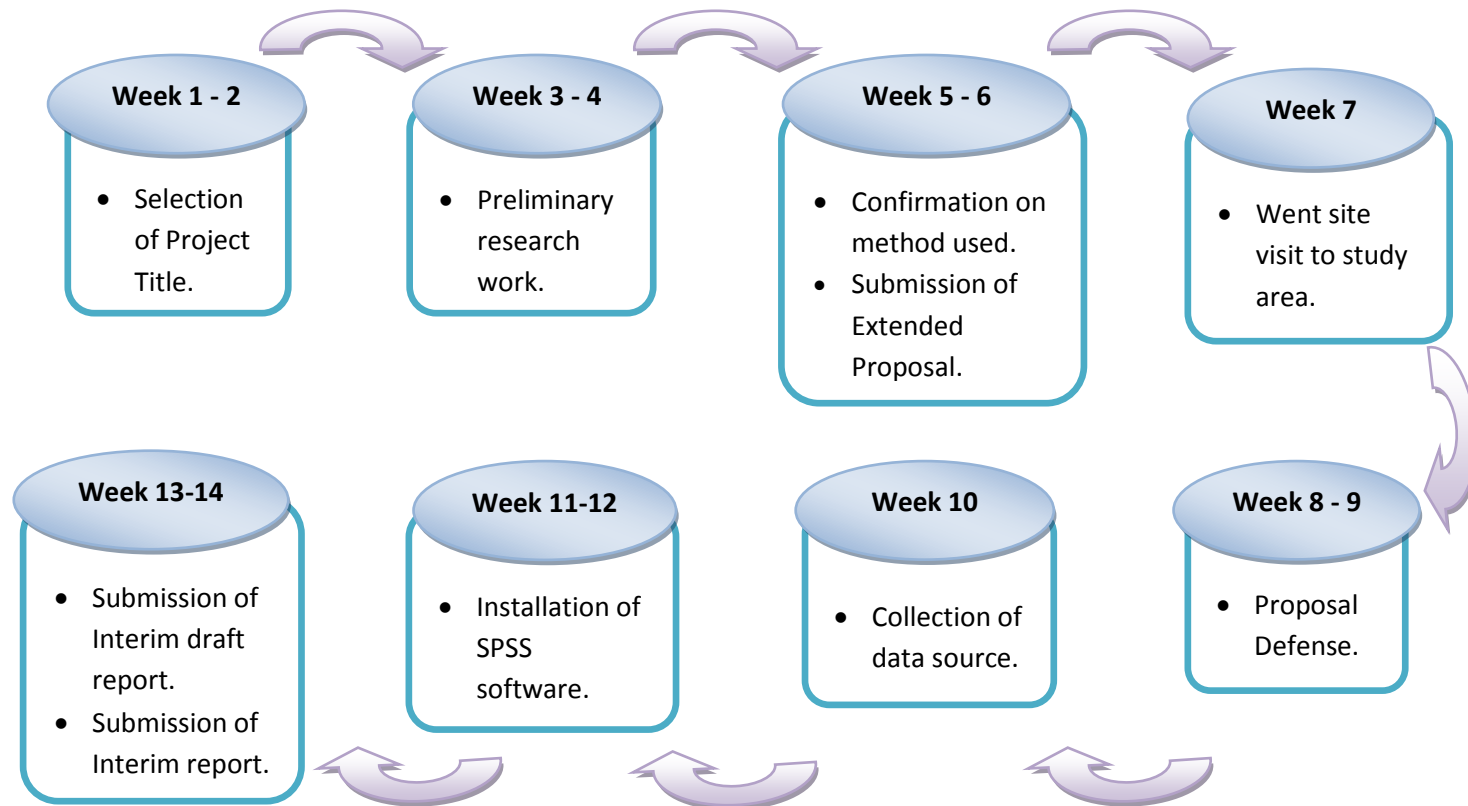 Week 1 - 2
• Selection
of Project
Title.
Week 3 - 4
• Preliminary
research
work.
Week 5 - 6
• Confirmation on
method used.
• Submission of
Extended
Proposal.
Week 7
• Went site
visit to study
area.
Week 8 - 9
• Proposal
Defense.
Week 10
• Collection of
data source.
Week 11-12
• Installation of
SPSS
software.
Week 13-14
• Submission of
Interim draft
report.
• Submission of
Interim report.